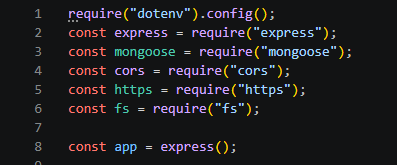 1 require("dotenv").config();
2 const express = require("express");
3 const mongoose = require("mongoose");
4 const cors = require("cors");
5 const https = require("https");
6 const fs = require("fs");
7
8 const app = express();